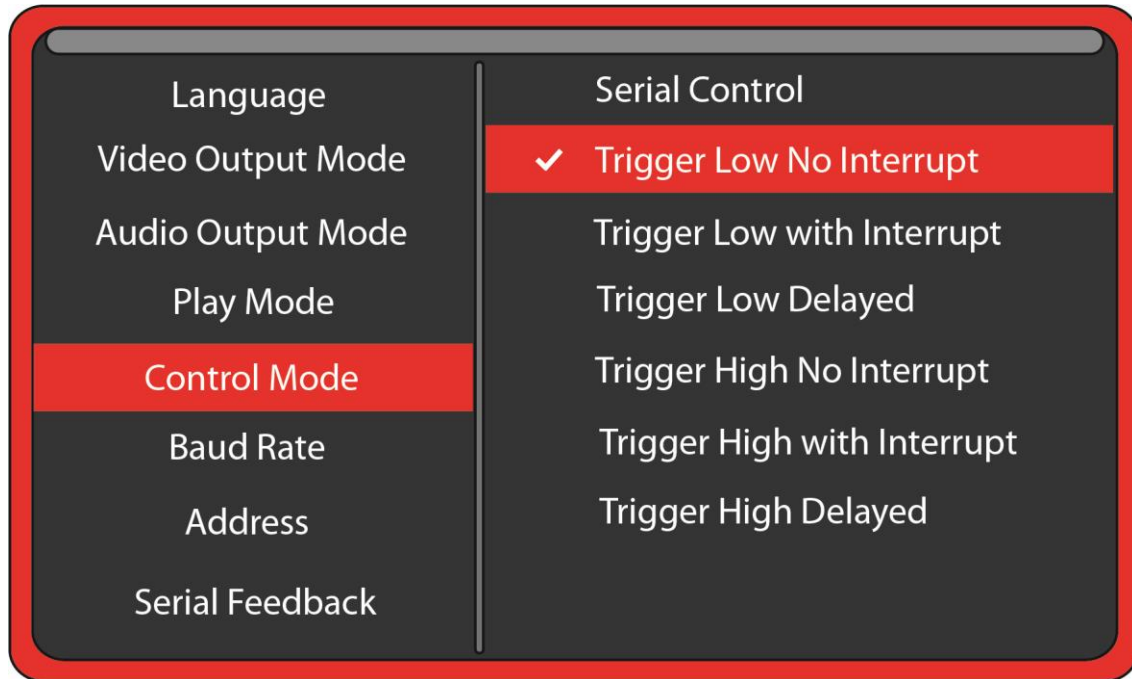 Language
Video Output Mode
Audio Output Mode
Play Mode
Control Mode
Baud Rate
Address
Serial Feedback
Serial Control
Trigger Low No Interrupt
Trigger Low with Interrupt
Trigger Low Delayed
Trigger High No Interrupt
Trigger High with Interrupt
Trigger High Delayed